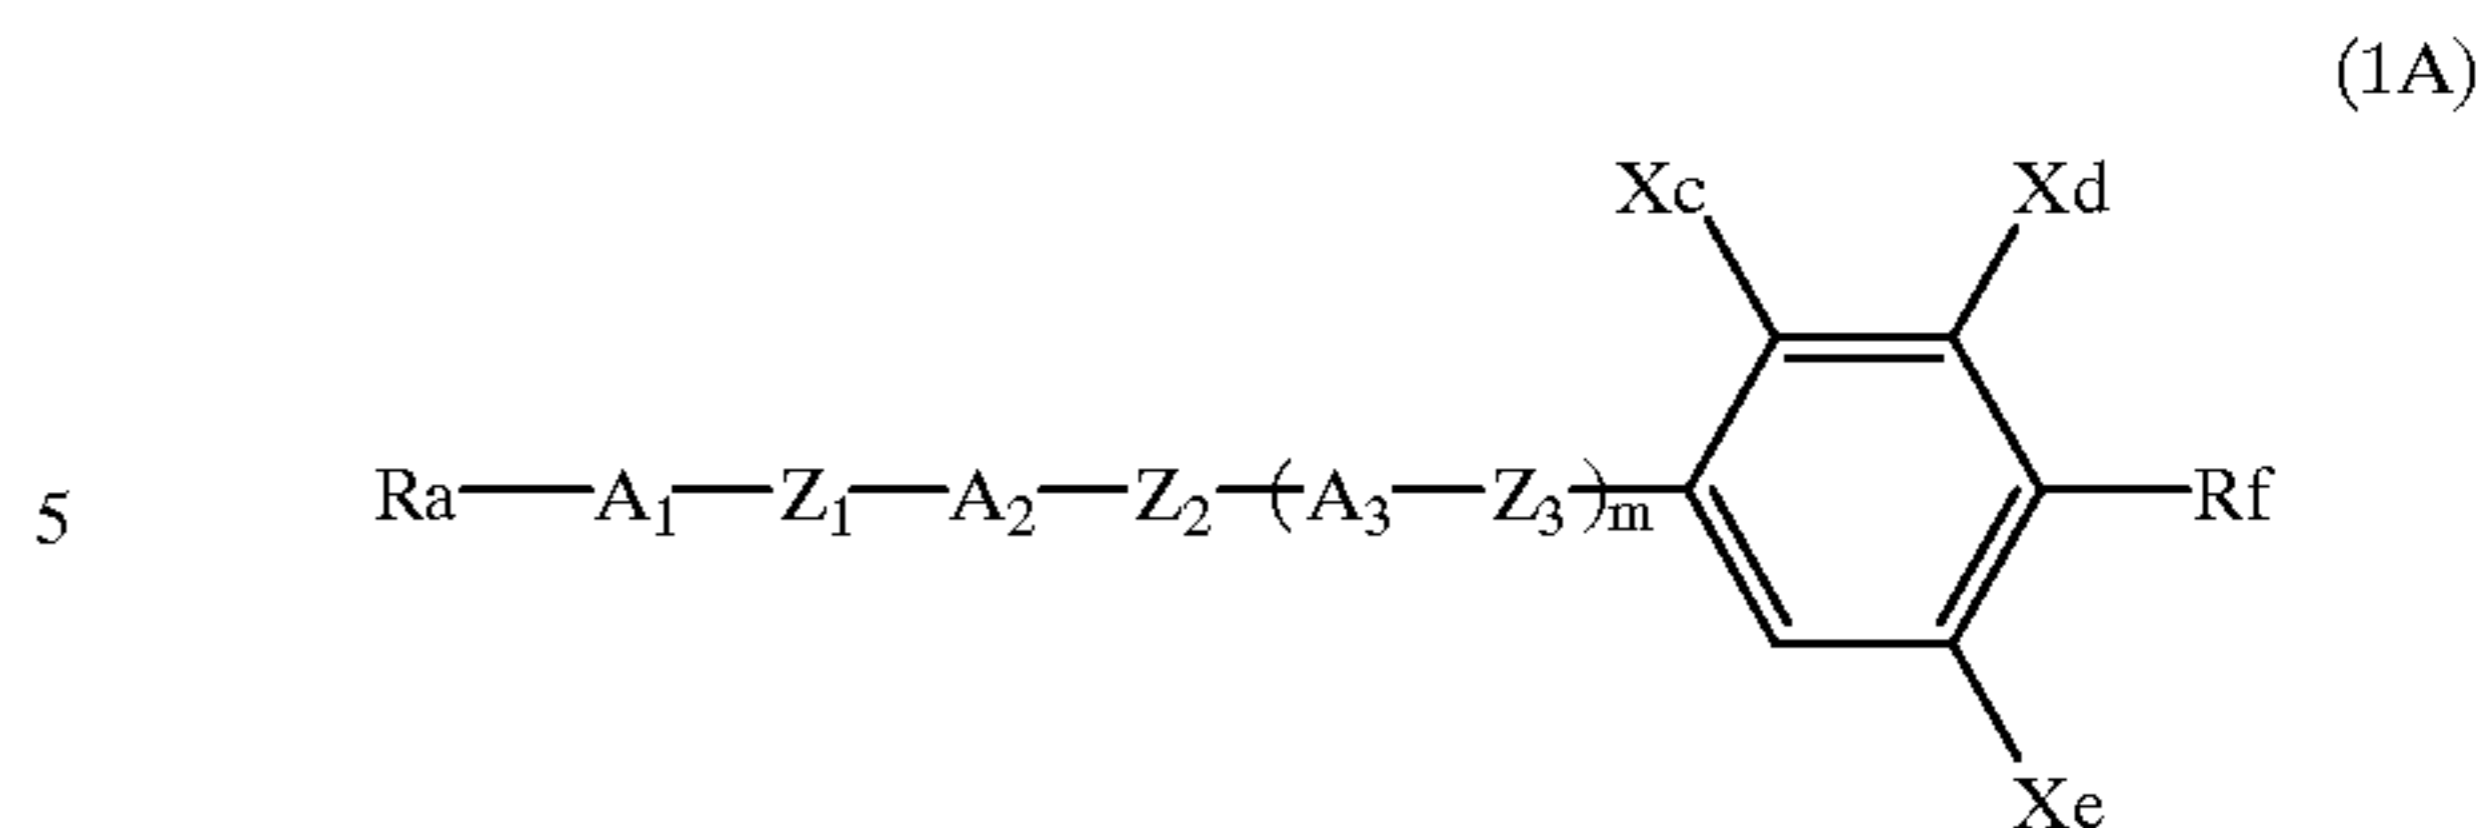 (1A)
Xc Xd
5 Ra—A₁—Z₁—A₂—Z₂—(A₃—Z₃)ₘ Rf
Xe